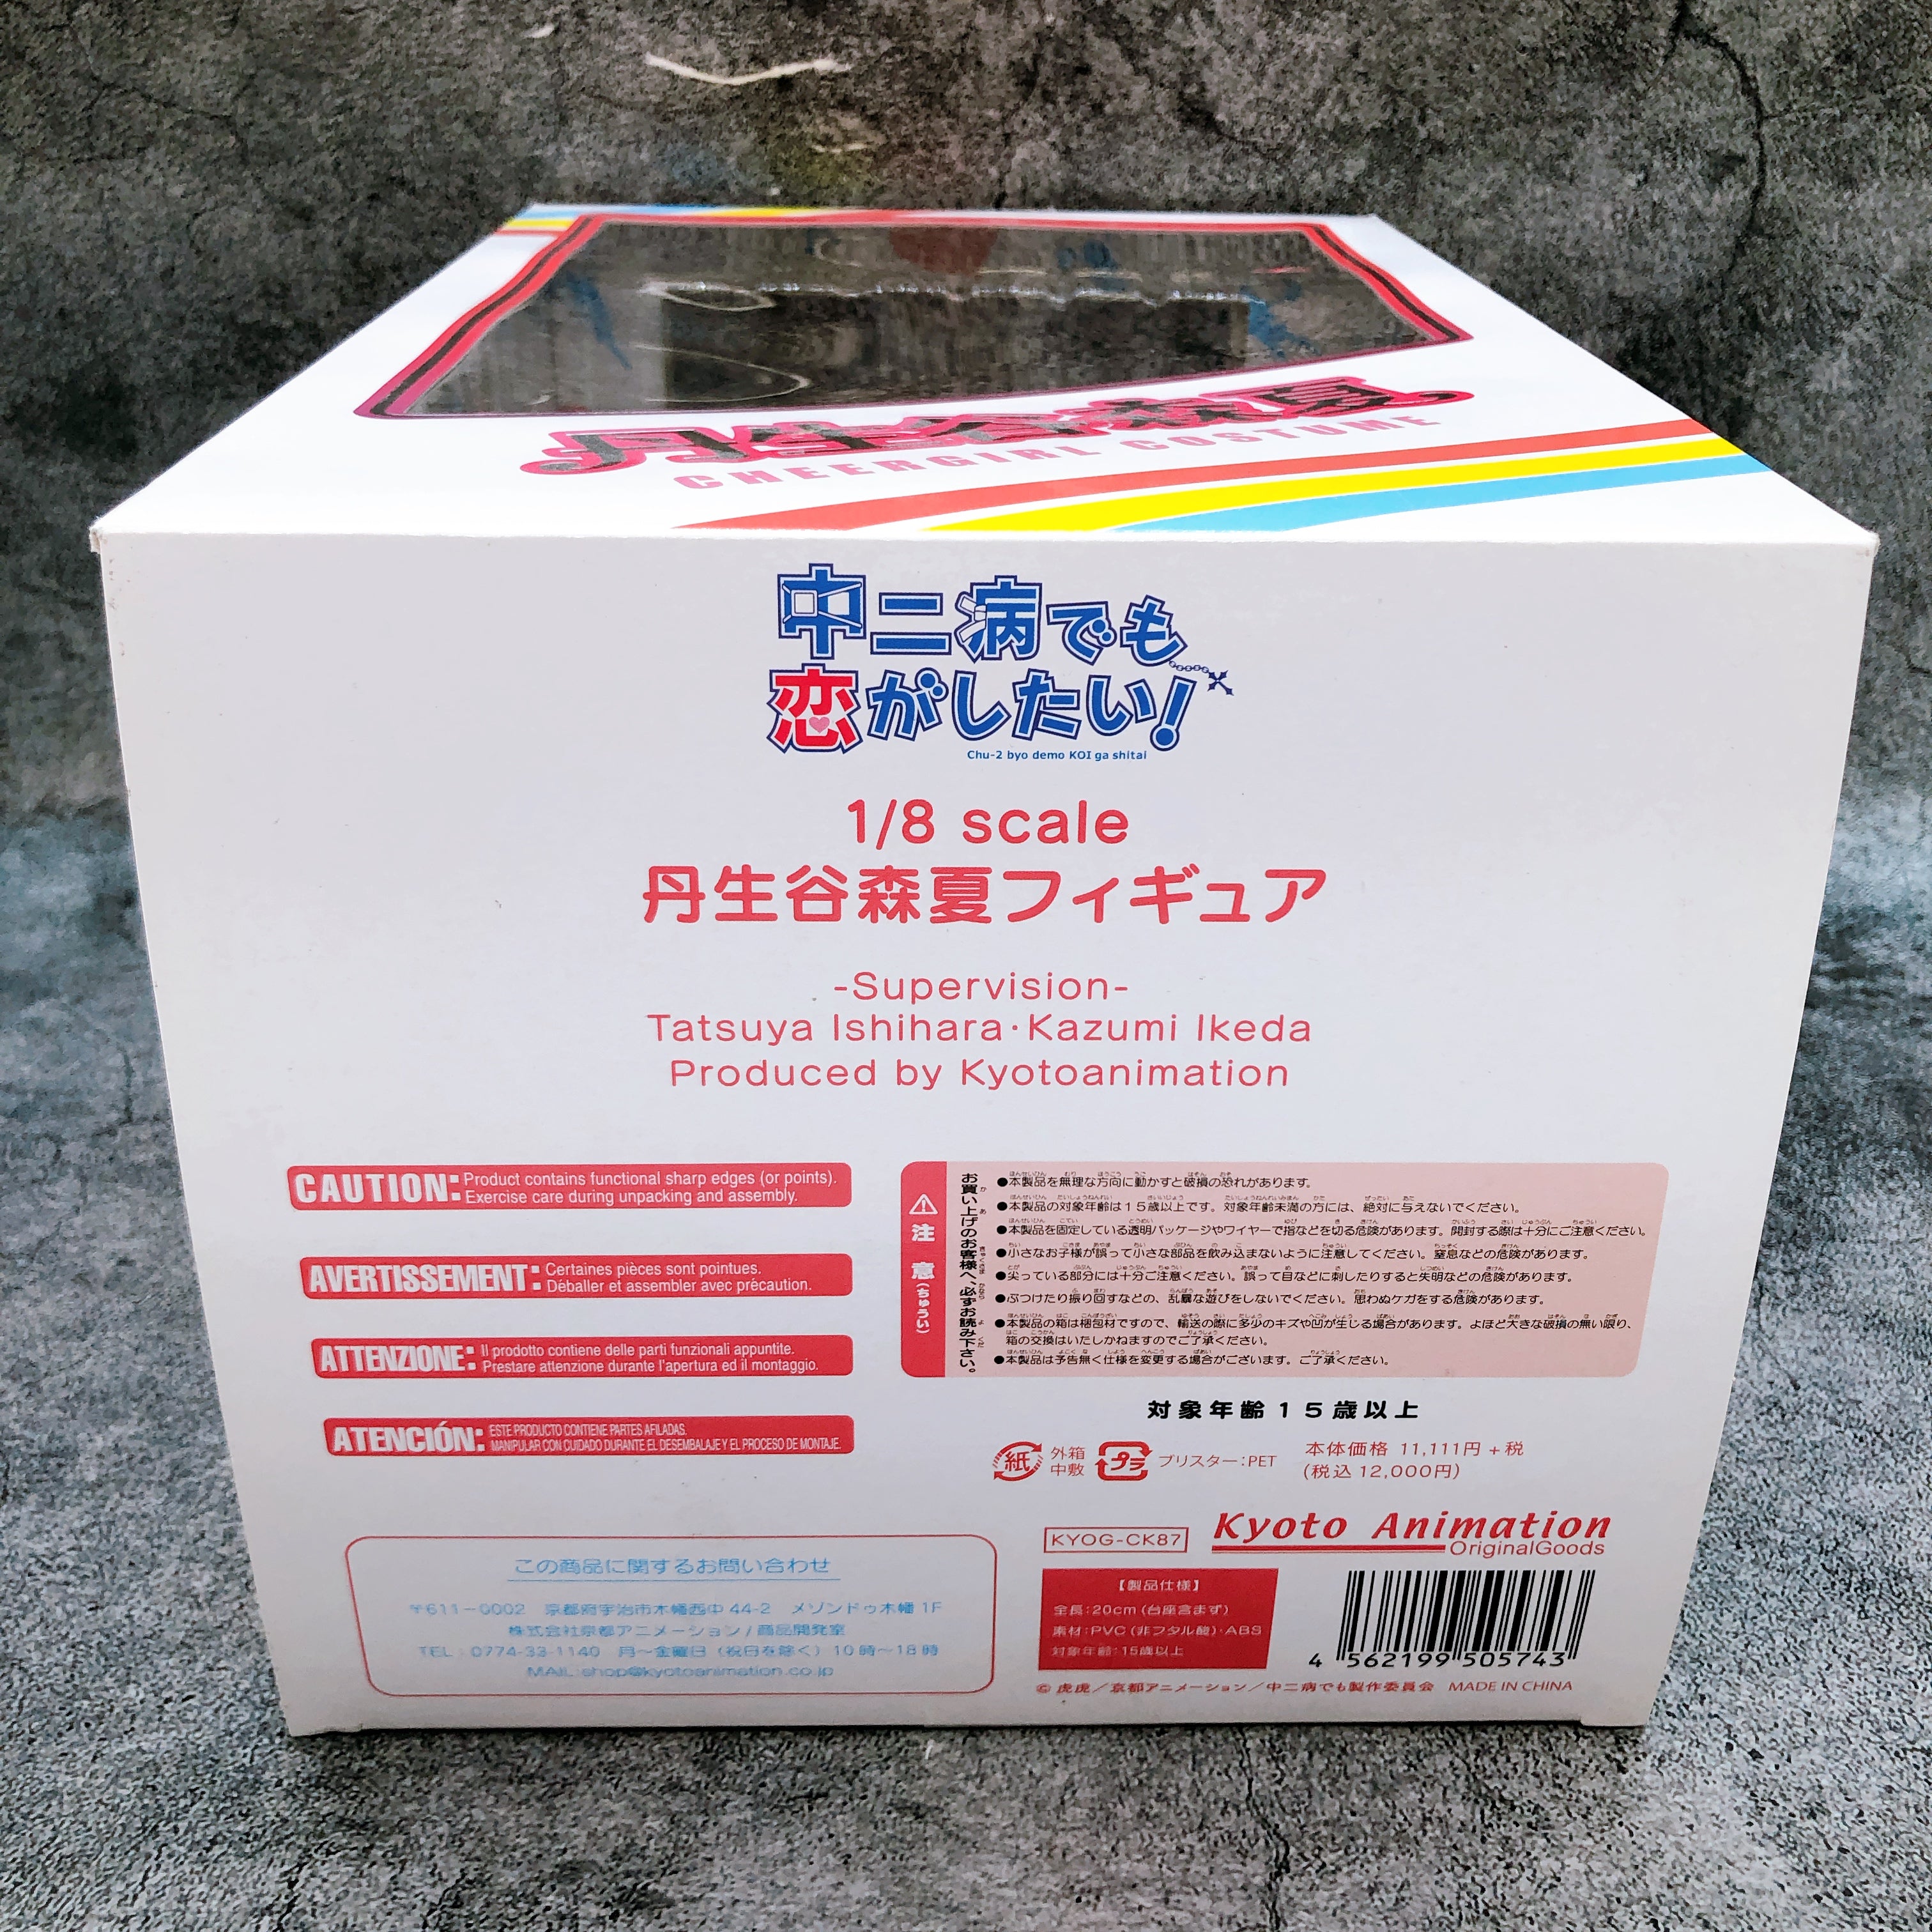 丹生谷森夏
CHEERGIRL COSTUME
中二病でも
恋がしたい!
Chu-2 byo demo KOI ga shitai
1/8 scale
丹生谷森夏フィギュア
-Supervision-
Tatsuya Ishihara・Kazumi Ikeda
Produced by Kyotoanimation
CAUTION: Product contains functional sharp edges (or points).
Exercise care during unpacking and assembly.
AVERTISSEMENT: Certaines pièces sont pointues.
Déballer et assembler avec précaution.
ATTENZIONE: Il prodotto contiene delle parti funzionali appuntite.
Prestare attenzione durante l'apertura ed il montaggio.
ATENCIÓN: ESTE PRODUCTO CONTIENE PARTES AFILADAS.
MANIPULAR CON CUIDADO DURANTE EL DESEMBALAJE Y EL PROCESO DE MONTAJE.
注意(ちゅうい)
お買い上げのお客様へ、必ずお読み下さい。
●本製品を無理な方向に動かすと破損の恐れがあります。
●本製品の対象年齢は15歳以上です。対象年齢未満の方には、絶対に与えないでください。
●本製品を固定している透明パッケージやワイヤーで指などを切る危険があります。開封する際は十分にご注意ください。
●小さなお子様が誤って小さな部品を飲み込まないように注意してください。窒息などの危険があります。
●尖っている部分には十分ご注意ください。誤って目などに刺したりすると失明などの危険があります。
●ぶつけたり振り回すなどの、乱暴な遊びをしないでください。思わぬケガをする危険があります。
●本製品の箱は梱包材ですので、輸送の際に多少のキズや凹が生じる場合があります。よほど大きな破損の無い限り、
箱の交換はいたしかねますのでご了承ください。
●本製品は予告無く仕様を変更する場合がございます。ご了承ください。
対象年齢15歳以上
紙 外箱
中敷
プラ ブリスター:PET
本体価格 11,111円+税
(税込12,000円)
KYOG-CK87
Kyoto Animation
OriginalGoods
この商品に関するお問い合わせ
〒611-0002 京都府宇治市木幡西中44-2 メゾンドゥ木幡1F
株式会社京都アニメーション/商品開発室
TEL:0774-33-1140 月~金曜日(祝日を除く)10時~18時
MAIL:shop@kyotoanimation.co.jp
【製品仕様】
全長:20cm(台座含まず)
素材:PVC(非フタル酸)・ABS
対象年齢:15歳以上
4 562199 505743
© 虎虎/京都アニメーション/中二病でも製作委員会 MADE IN CHINA